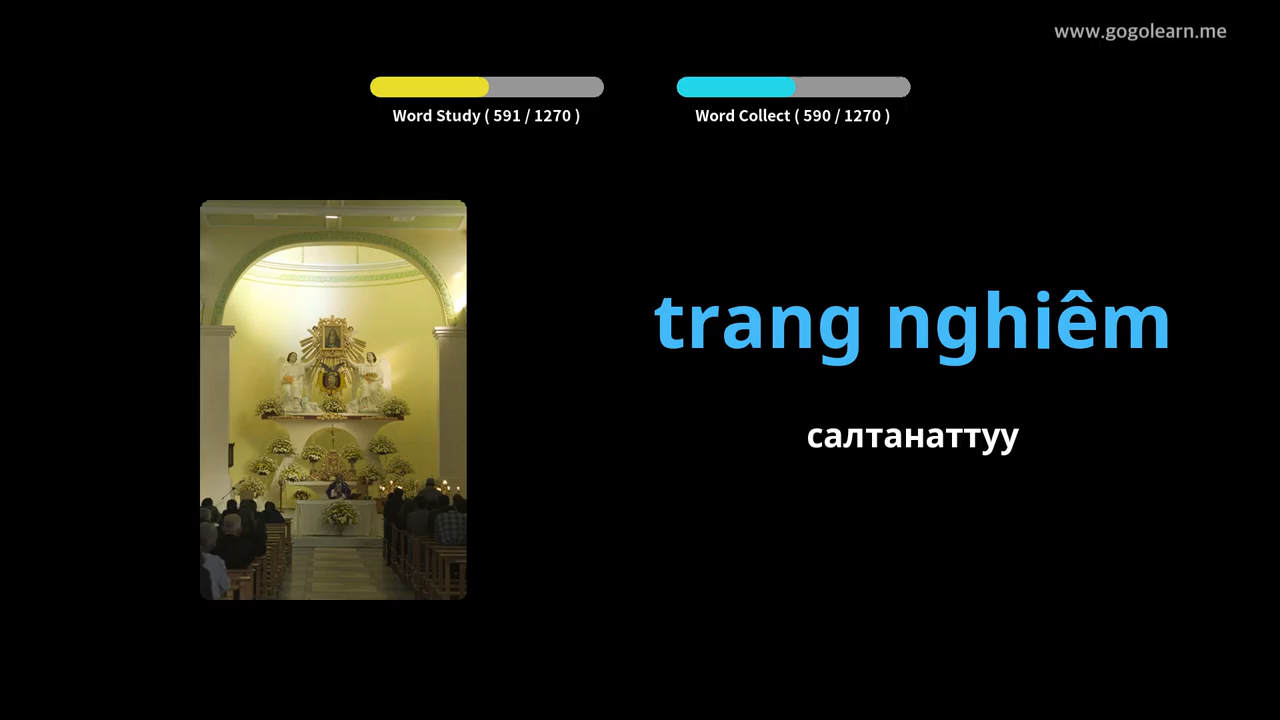 www.gogolearn.me
Word Study ( 591 / 1270 )
Word Collect ( 590 / 1270 )
trang nghiêm
салтанаттуу